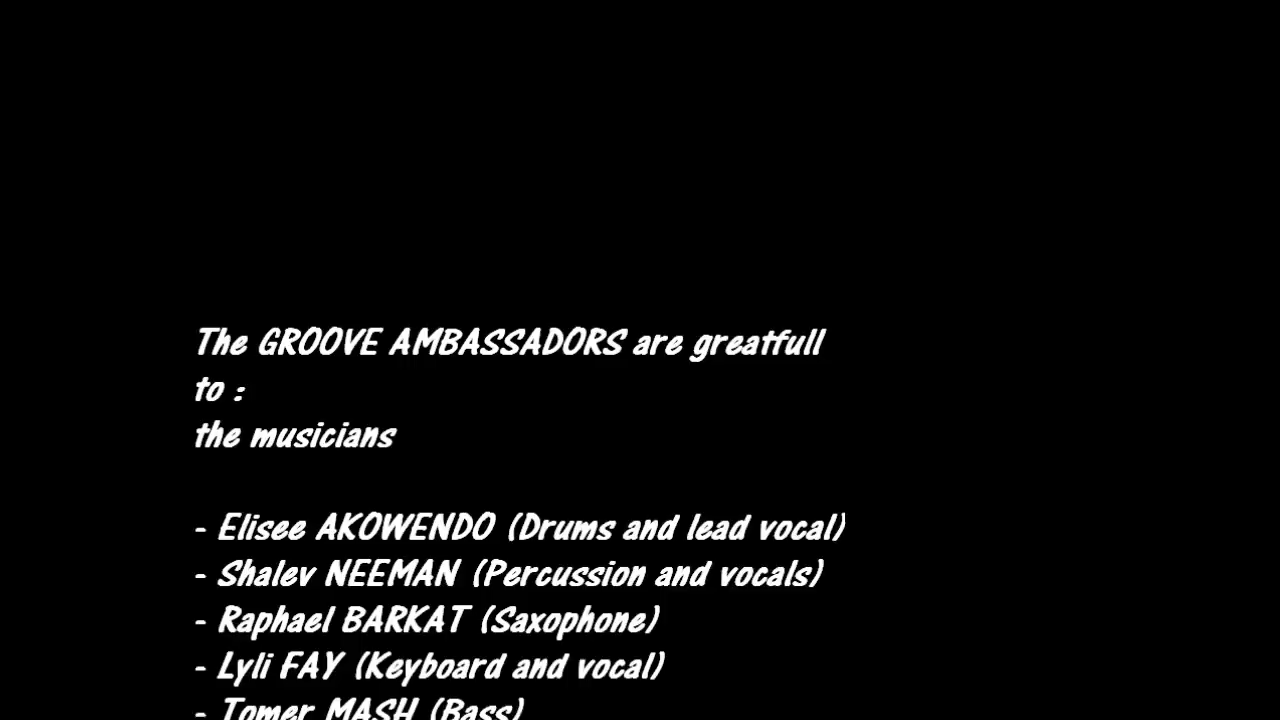 The GROOVE AMBASSADORS are greatfull
to :
the musicians
- Elisee AKOWENDO (Drums and lead vocal)
- Shalev NEEMAN (Percussion and vocals)
- Raphael BARKAT (Saxophone)
- Lyli FAY (Keyboard and vocal)
- Tomer MASH (Bass)